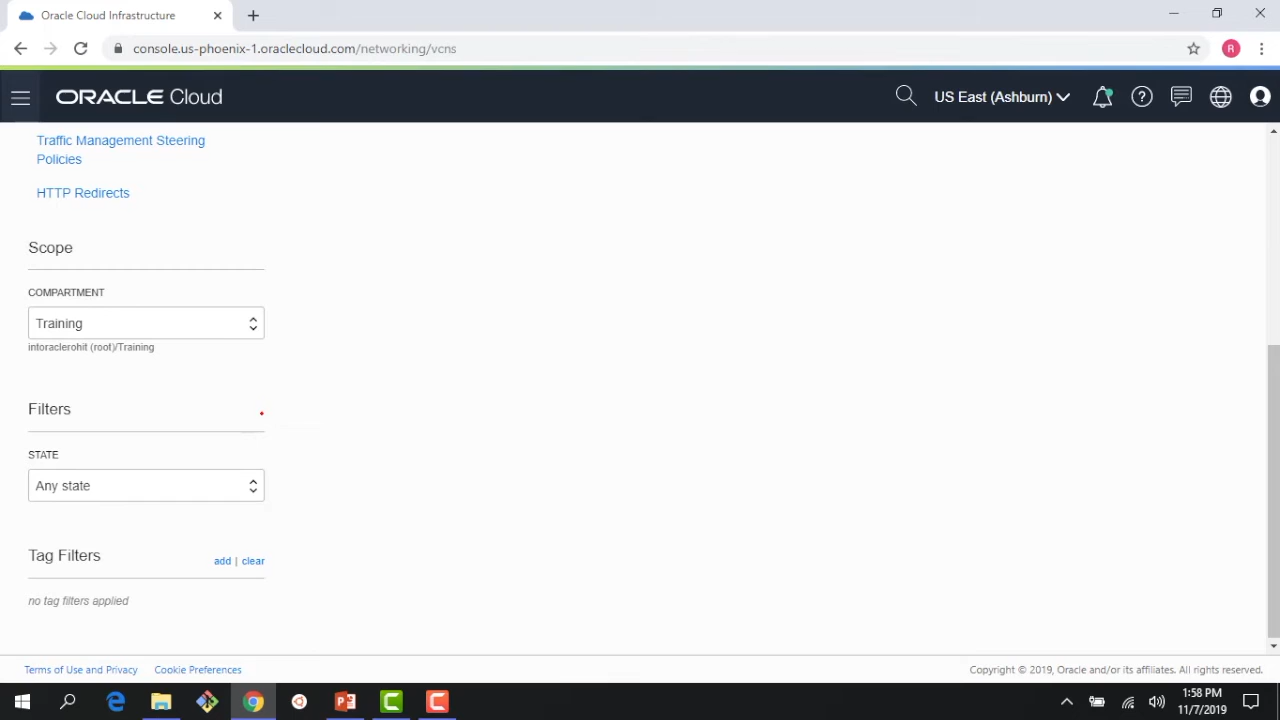 Oracle Cloud Infrastructure
console.us-phoenix-1.oraclecloud.com/networking/vcns
R
ORACLE Cloud
US East (Ashburn)
Traffic Management Steering
Policies
HTTP Redirects
Scope
COMPARTMENT
Training
intoraclerohit (root)/Training
Filters
STATE
Any state
Tag Filters
add | clear
no tag filters applied
Terms of Use and Privacy
Cookie Preferences
Copyright © 2019, Oracle and/or its affiliates. All rights reserved.
1:58 PM
11/7/2019